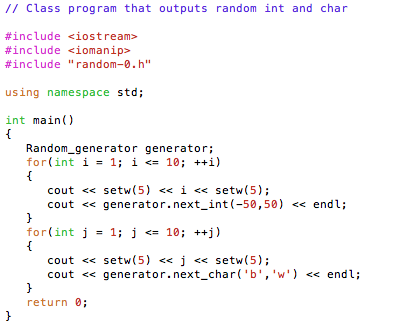 // Class program that outputs random int and char
#include <iostream>
#include <iomanip>
#include "random-0.h"
using namespace std;
int main()
{
   Random_generator generator;
   for(int i = 1; i <= 10; ++i)
   {
      cout << setw(5) << i << setw(5);
      cout << generator.next_int(-50,50) << endl;
   }
   for(int j = 1; j <= 10; ++j)
   {
      cout << setw(5) << j << setw(5);
      cout << generator.next_char('b','w') << endl;
   }
   return 0;
}